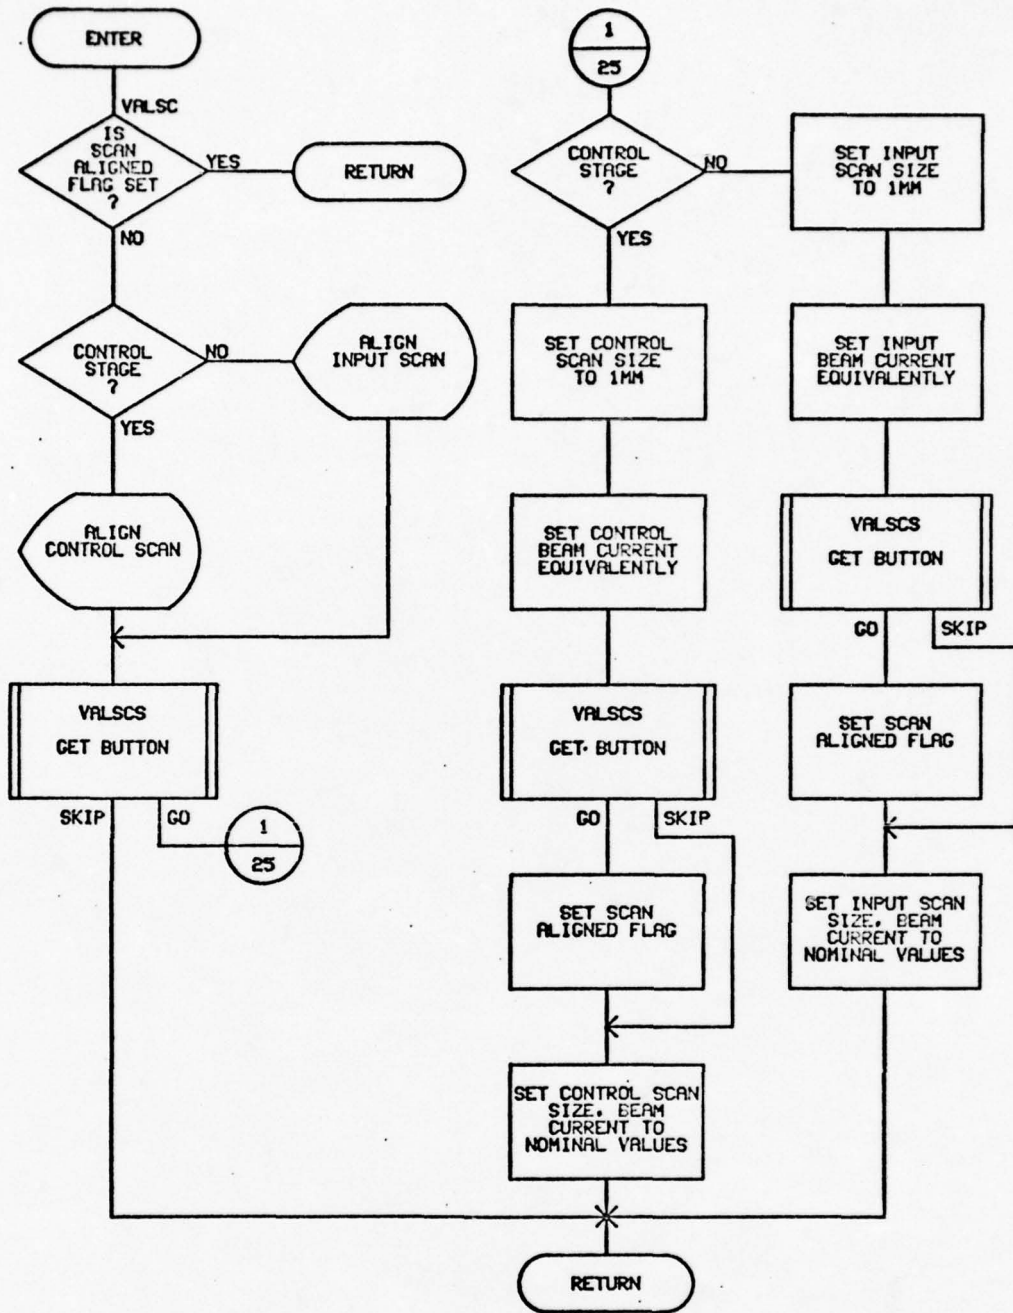 ENTER
VALSC
IS
SCAN
ALIGNED
FLAG SET
?
YES
RETURN
NO
CONTROL
STAGE
?
NO
ALIGN
INPUT SCAN
YES
ALIGN
CONTROL SCAN
VALSCS
GET BUTTON
SKIP
GO
1
25
1
25
CONTROL
STAGE
?
NO
SET INPUT
SCAN SIZE
TO 1MM
YES
SET CONTROL
SCAN SIZE
TO 1MM
SET INPUT
BEAM CURRENT
EQUIVALENTLY
SET CONTROL
BEAM CURRENT
EQUIVALENTLY
VALSCS
GET BUTTON
GO
SKIP
VALSCS
GET BUTTON
GO
SKIP
SET SCAN
ALIGNED FLAG
SET SCAN
ALIGNED FLAG
SET INPUT SCAN
SIZE, BEAM
CURRENT TO
NOMINAL VALUES
SET CONTROL SCAN
SIZE, BEAM
CURRENT TO
NOMINAL VALUES
RETURN